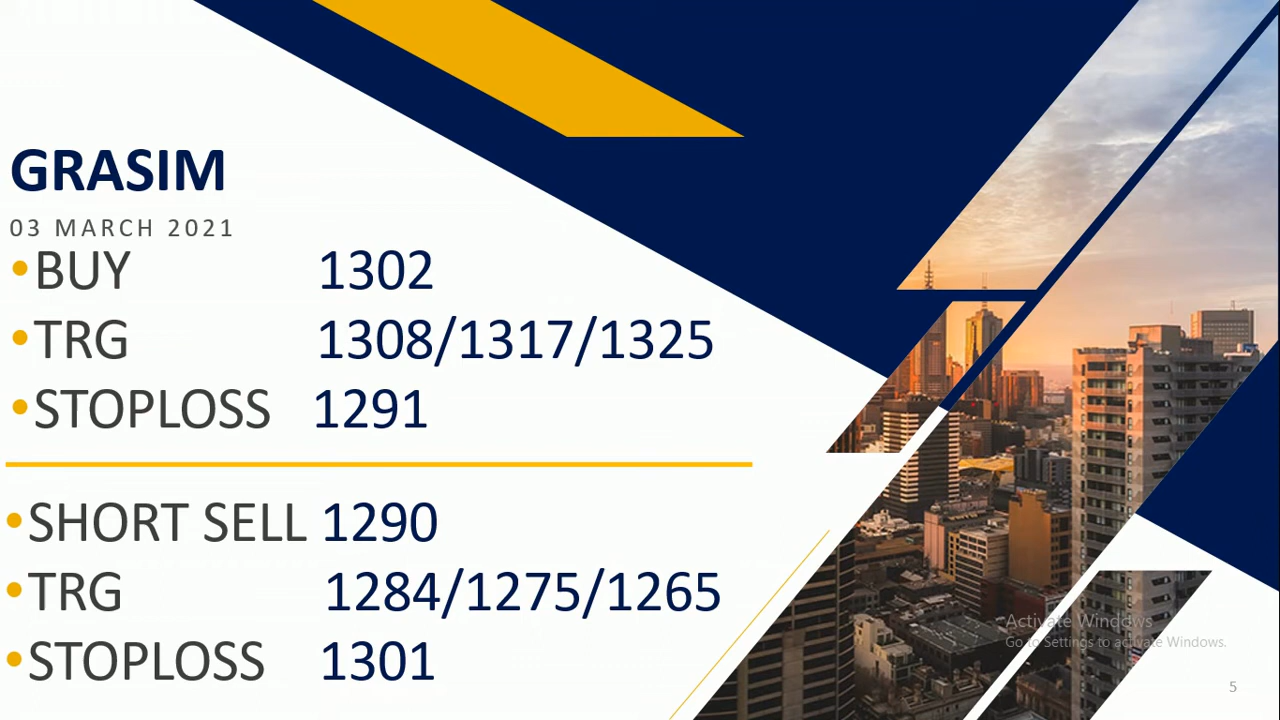 GRASIM
03 MARCH 2021
•BUY 1302
•TRG 1308/1317/1325
•STOPLOSS 1291
•SHORT SELL 1290
•TRG 1284/1275/1265
•STOPLOSS 1301
Activate Windows
Go to Settings to activate Windows.
5